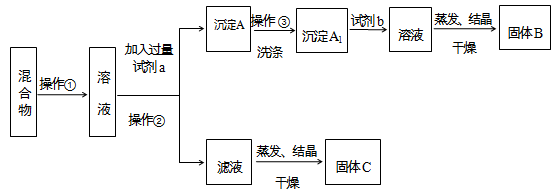 混合物
操作①
溶液
加入过量
试剂a
操作②
沉淀A
操作③
洗涤
沉淀A₁
试剂b
溶液
蒸发、结晶
干燥
固体B
滤液
蒸发、结晶
干燥
固体C